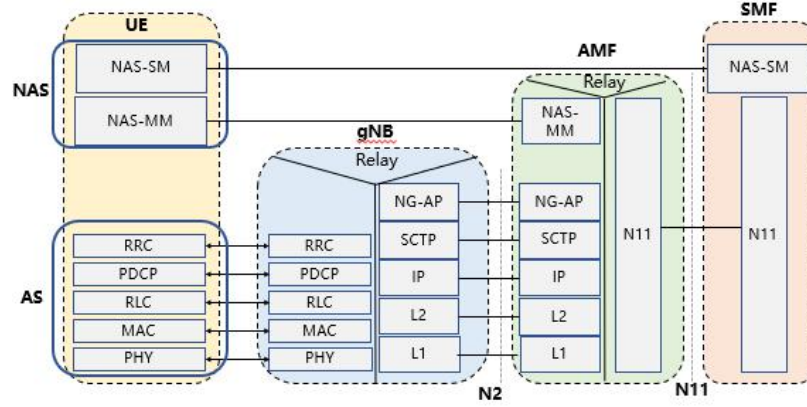 SMF
UE
AMF
NAS-SM
NAS-SM
NAS
Relay
NAS-MM
NAS-
MM
gNB
Relay
NG-AP
NG-AP
RRC
RRC
SCTP
SCTP
N11
N11
PDCP
PDCP
IP
IP
AS
RLC
RLC
MAC
MAC
L2
L2
PHY
PHY
L1
L1
N2
N11